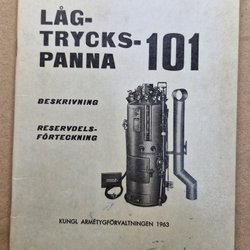 LÅG-
TRYCKS- 101
PANNA
BESKRIVNING
RESERVDELS-
FÖRTECKNING
KUNGL ARMÉTYGFÖRVALTNINGEN 1963